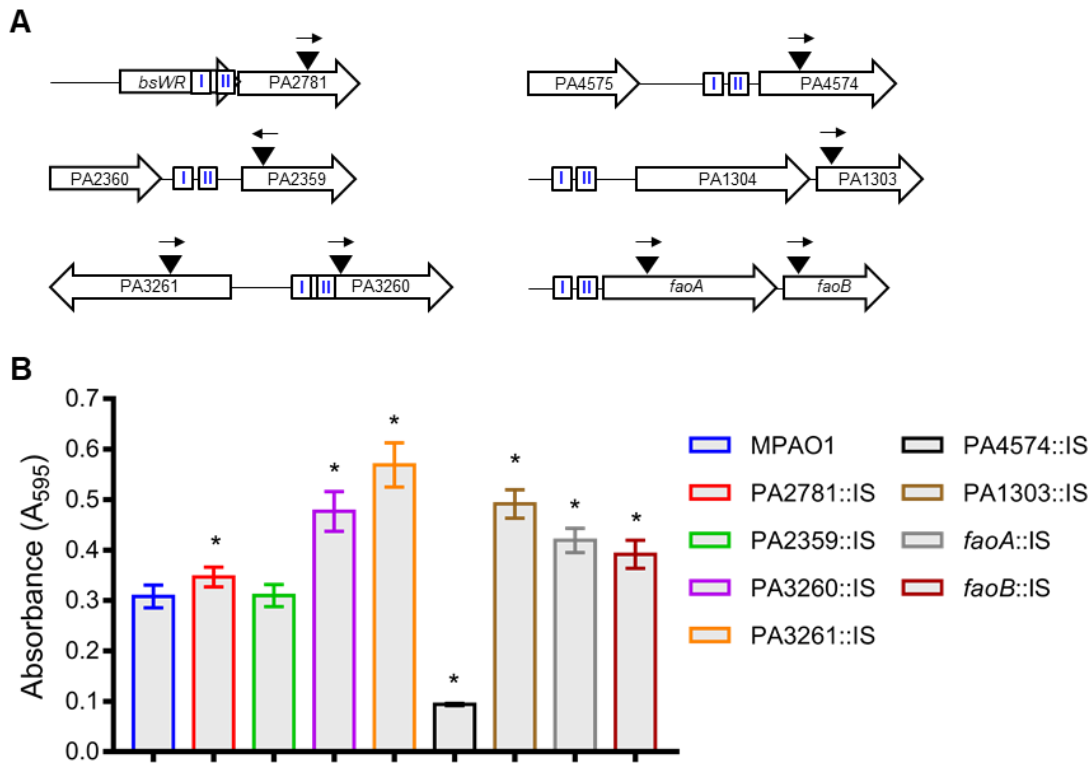 A
bsWR I II PA2781
PA4575 I II PA4574
PA2360 I II PA2359
I II PA1304 PA1303
PA3261 I II PA3260
I II faoA faoB
B
Absorbance (A595)
0.7
0.6
0.5
0.4
0.3
0.2
0.1
0.0
* * * * * * *
MPAO1
PA2781::IS
PA2359::IS
PA3260::IS
PA3261::IS
PA4574::IS
PA1303::IS
faoA::IS
faoB::IS